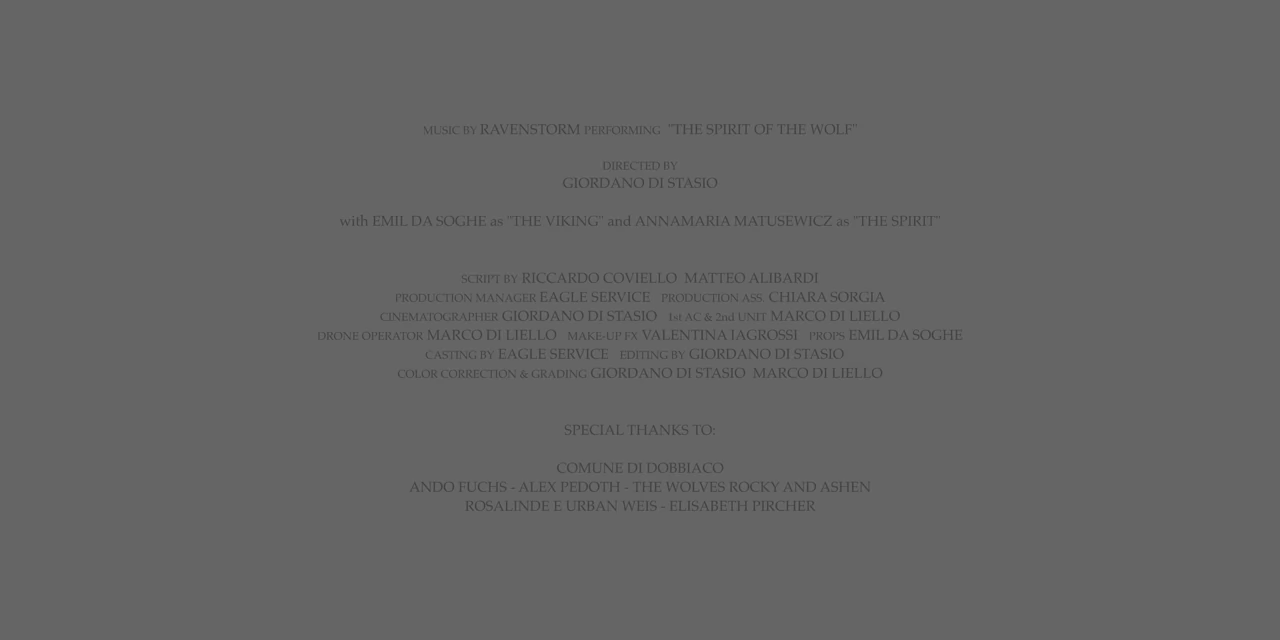 MUSIC BY RAVENSTORM PERFORMING "THE SPIRIT OF THE WOLF"
DIRECTED BY
GIORDANO DI STASIO
with EMIL DA SOGHE as "THE VIKING" and ANNAMARIA MATUSEWICZ as "THE SPIRIT"
SCRIPT BY RICCARDO COVIELLO MATTEO ALIBARDI
PRODUCTION MANAGER EAGLE SERVICE PRODUCTION ASS. CHIARA SORGIA
CINEMATOGRAPHER GIORDANO DI STASIO 1st AC & 2nd UNIT MARCO DI LIELLO
DRONE OPERATOR MARCO DI LIELLO MAKE-UP FX VALENTINA IAGROSSI PROPS EMIL DA SOGHE
CASTING BY EAGLE SERVICE EDITING BY GIORDANO DI STASIO
COLOR CORRECTION & GRADING GIORDANO DI STASIO MARCO DI LIELLO
SPECIAL THANKS TO:
COMUNE DI DOBBIACO
ANDO FUCHS - ALEX PEDOTH - THE WOLVES ROCKY AND ASHEN
ROSALINDE E URBAN WEIS - ELISABETH PIRCHER